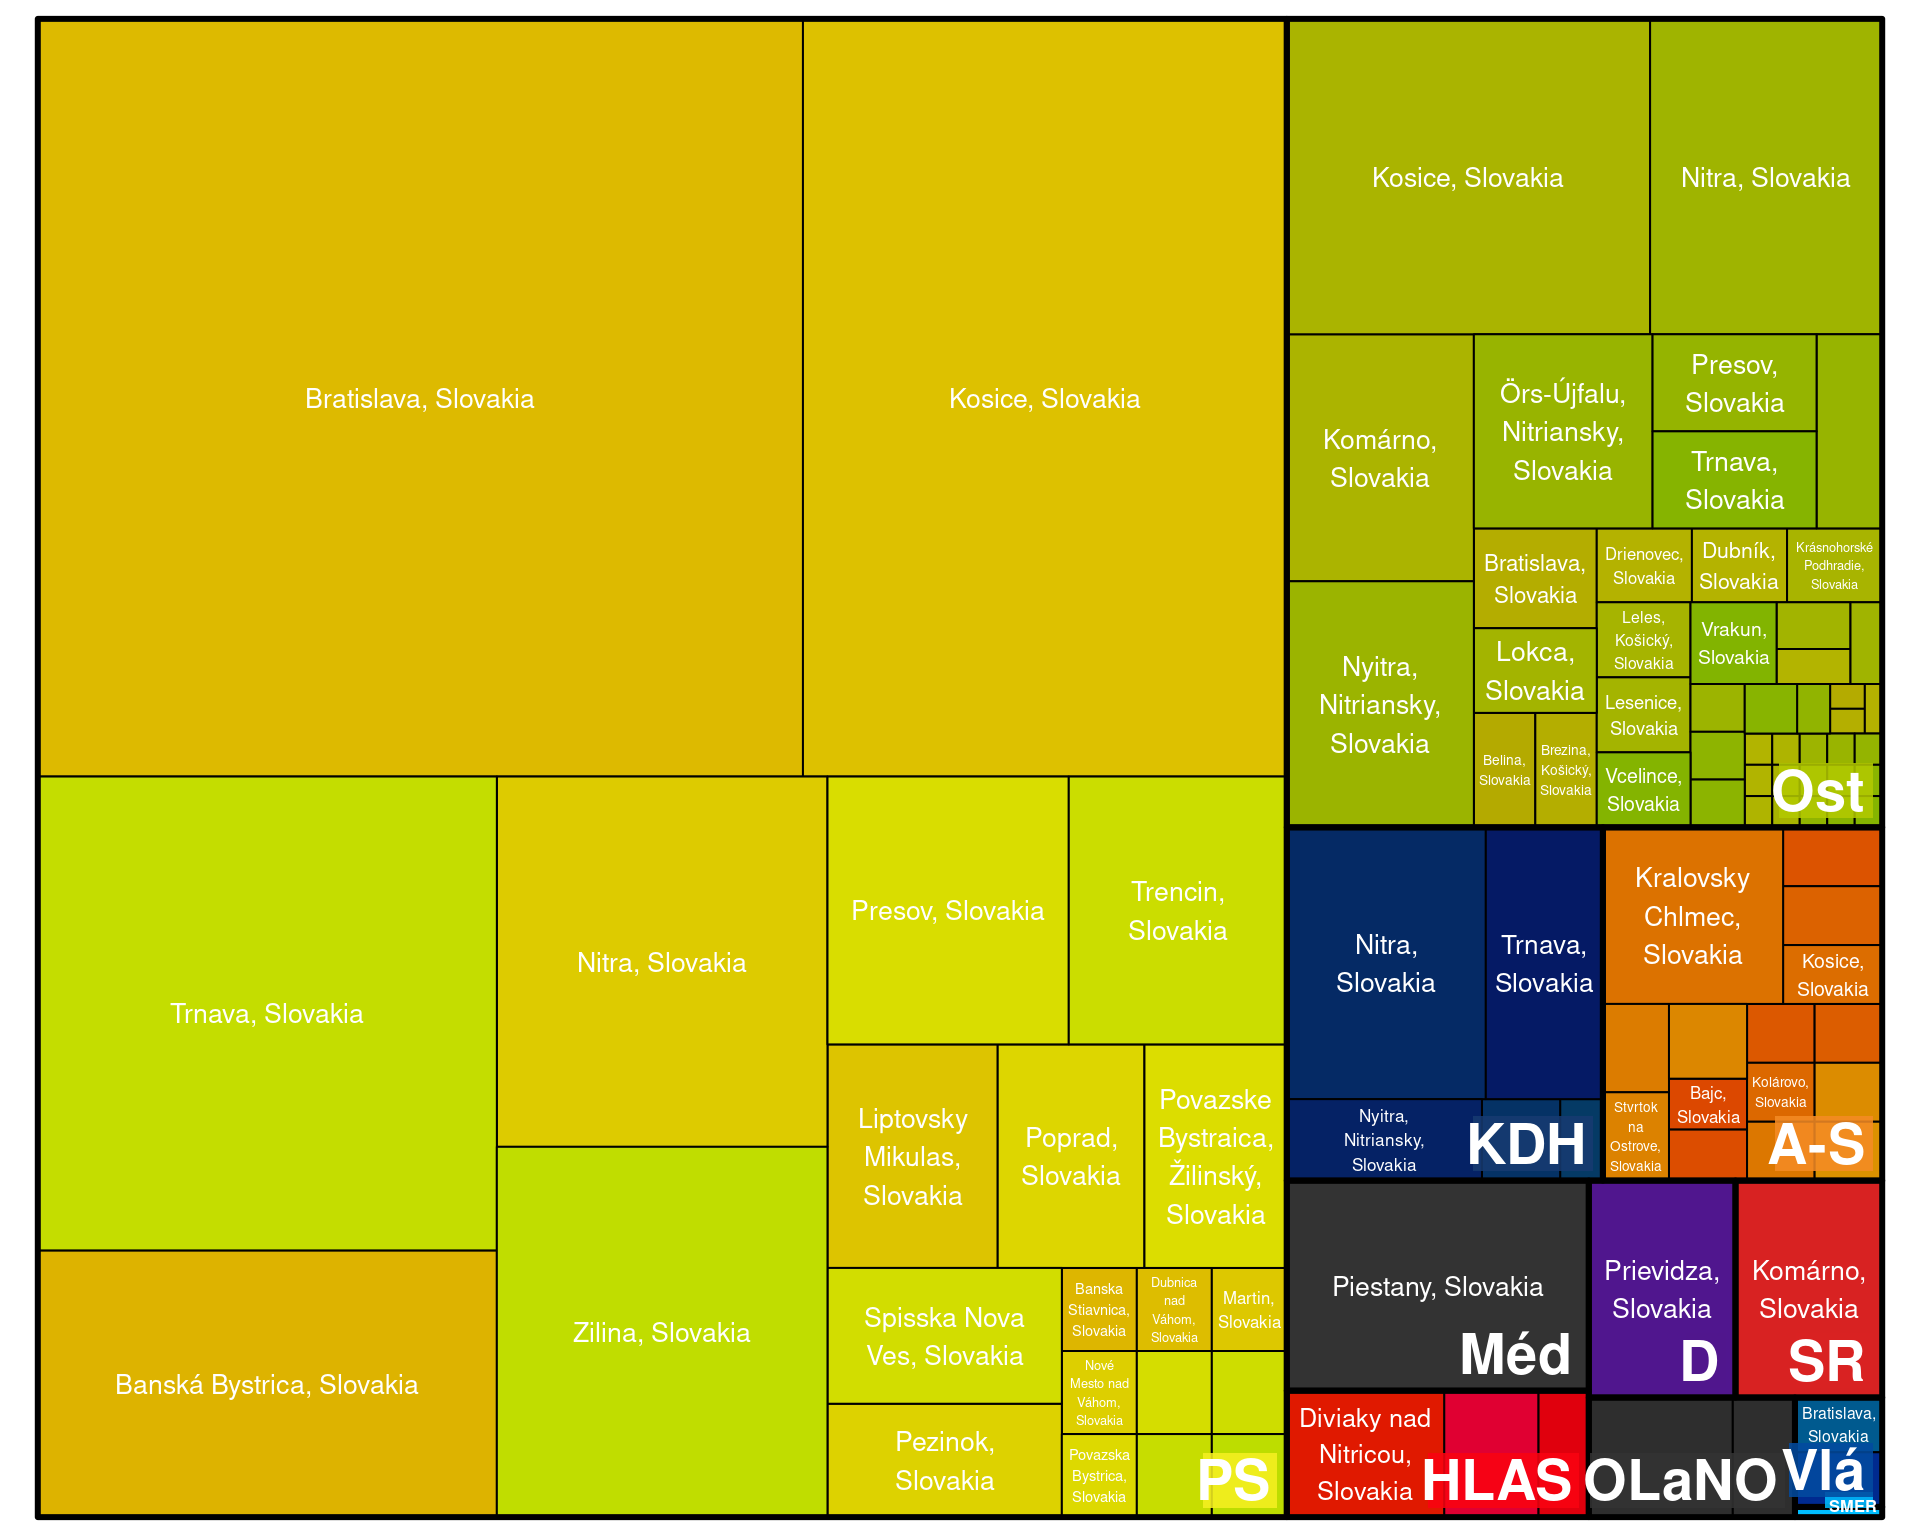 Bratislava, Slovakia
Kosice, Slovakia
Trnava, Slovakia
Banská Bystrica, Slovakia
Nitra, Slovakia
Zilina, Slovakia
Presov, Slovakia
Trencin,
Slovakia
Liptovsky
Mikulas,
Slovakia
Poprad,
Slovakia
Povazske
Bystraica,
Žilinský,
Slovakia
Spisska Nova
Ves, Slovakia
Pezinok,
Slovakia
Banska
Stiavnica,
Slovakia
Dubnica
nad
Váhom,
Slovakia
Martin,
Slovakia
Nové
Mesto nad
Váhom,
Slovakia
Povazska
Bystrica,
Slovakia
PS
Kosice, Slovakia
Nitra, Slovakia
Komárno,
Slovakia
Nyitra,
Nitriansky,
Slovakia
Örs-Újfalu,
Nitriansky,
Slovakia
Presov,
Slovakia
Trnava,
Slovakia
Bratislava,
Slovakia
Lokca,
Slovakia
Belina,
Slovakia
Brezina,
Košický,
Slovakia
Drienovec,
Slovakia
Dubník,
Slovakia
Krásnohorské
Podhradie,
Slovakia
Leles,
Košický,
Slovakia
Lesenice,
Slovakia
Vcelince,
Slovakia
Vrakun,
Slovakia
Ost
Nitra,
Slovakia
Trnava,
Slovakia
Nyitra,
Nitriansky,
Slovakia
KDH
Kralovsky
Chlmec,
Slovakia
Kosice,
Slovakia
Stvrtok
na
Ostrove,
Slovakia
Bajc,
Slovakia
Kolárovo,
Slovakia
A-S
Piestany, Slovakia
Méd
Prievidza,
Slovakia
D
Komárno,
Slovakia
SR
Diviaky nad
Nitricou,
Slovakia
HLAS
OLaNO
Bratislava,
Slovakia
Vlá
SMER